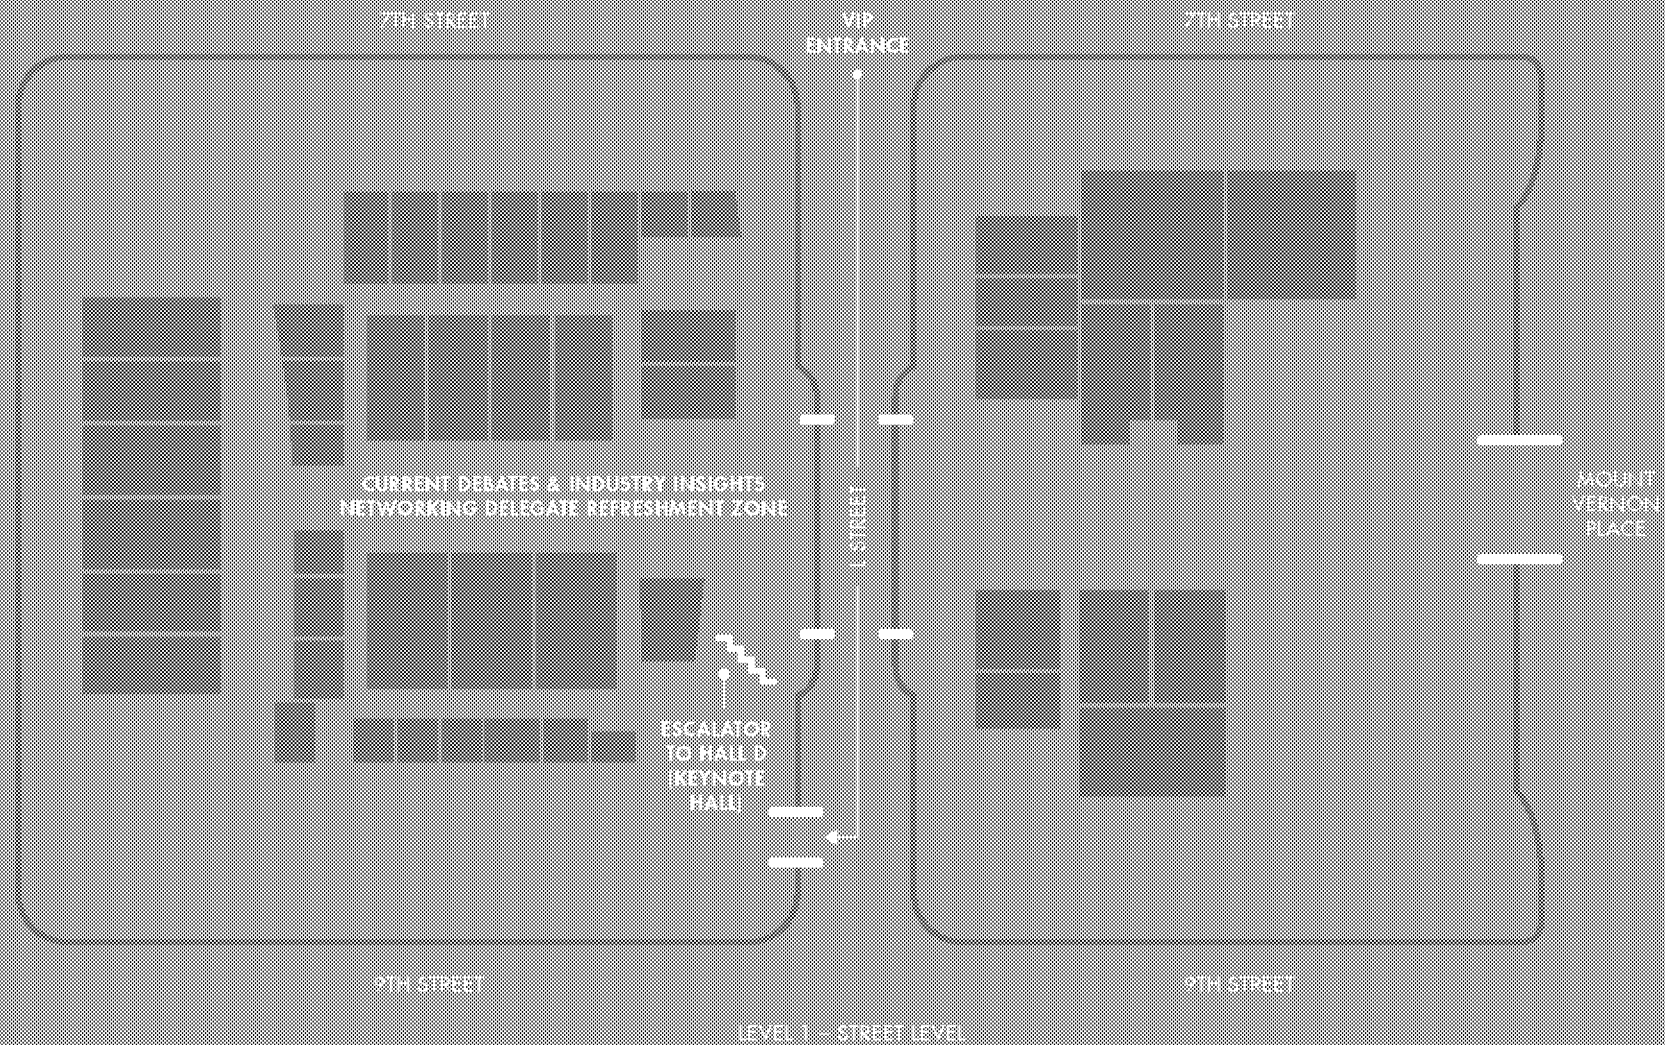 7TH STREET
VIP
ENTRANCE
7TH STREET
CURRENT DEBATES & INDUSTRY INSIGHTS
NETWORKING DELEGATE REFRESHMENT ZONE
L STREET
MOUNT
VERNON
PLACE
ESCALATOR
TO HALL D
(KEYNOTE
HALL)
9TH STREET
9TH STREET
LEVEL 1 – STREET LEVEL